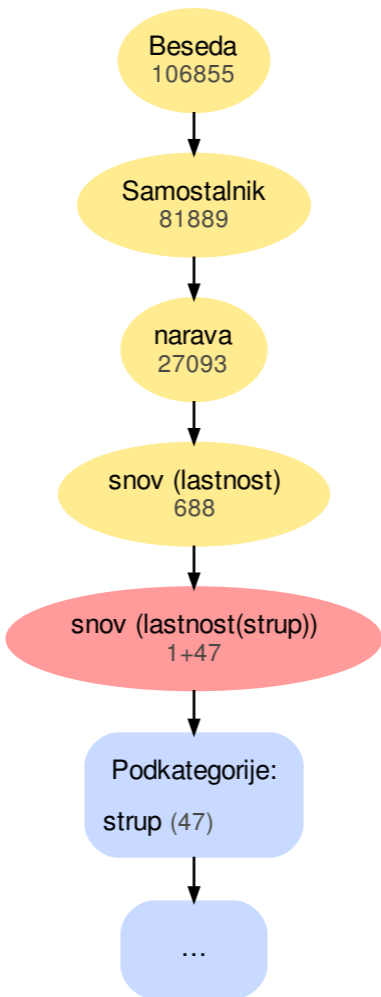 Beseda
106855
Samostalnik
81889
narava
27093
snov (lastnost)
688
snov (lastnost(strup))
1+47
Podkategorije:
strup (47)
...